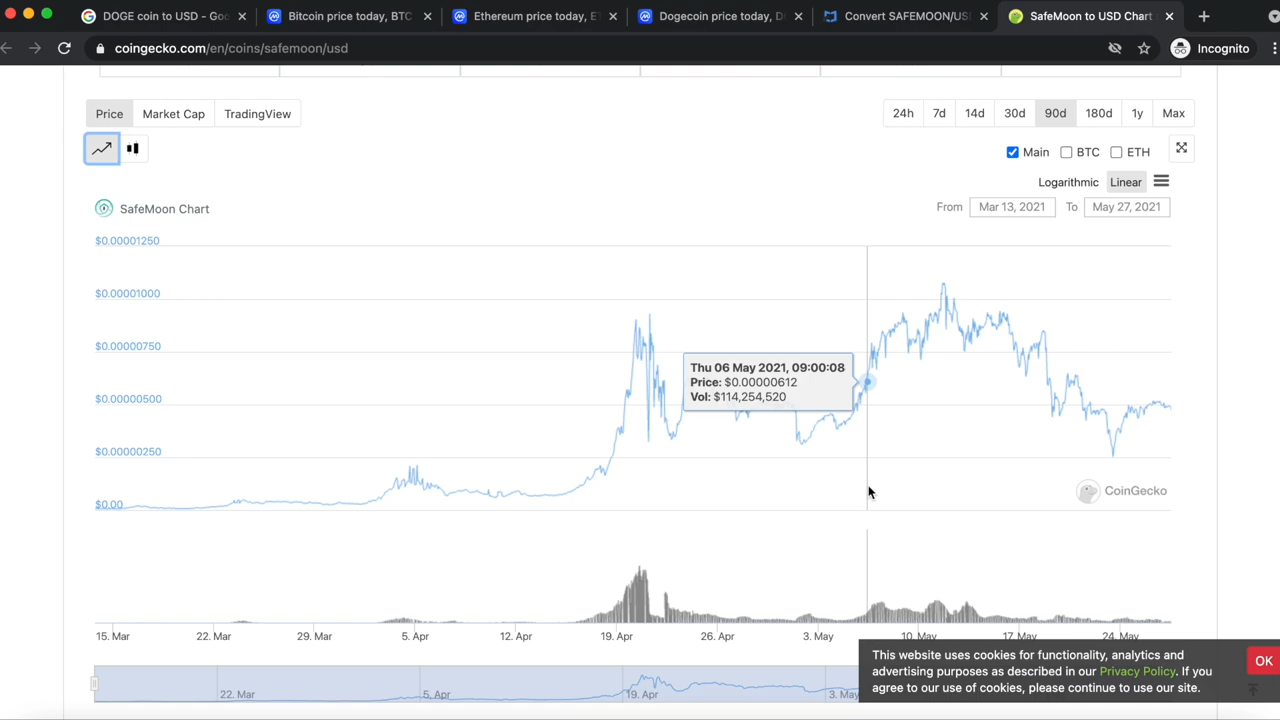 DOGE coin to USD - Goo
Bitcoin price today, BTC
Ethereum price today, E
Dogecoin price today, D
Convert SAFEMOON/US
SafeMoon to USD Chart
coingecko.com/en/coins/safemoon/usd
Incognito
Price
Market Cap
TradingView
24h
7d
14d
30d
90d
180d
1y
Max
Main
BTC
ETH
Logarithmic
Linear
SafeMoon Chart
From
Mar 13, 2021
To
May 27, 2021
$0.00001250
$0.00001000
$0.00000750
$0.00000500
$0.00000250
$0.00
Thu 06 May 2021, 09:00:08
Price: $0.00000612
Vol: $114,254,520
CoinGecko
15. Mar
22. Mar
29. Mar
5. Apr
12. Apr
19. Apr
26. Apr
3. May
10. May
17. May
24. May
22. Mar
5. Apr
19. Apr
3. May
This website uses cookies for functionality, analytics and
advertising purposes as described in our Privacy Policy. If you
agree to our use of cookies, please continue to use our site.
OK